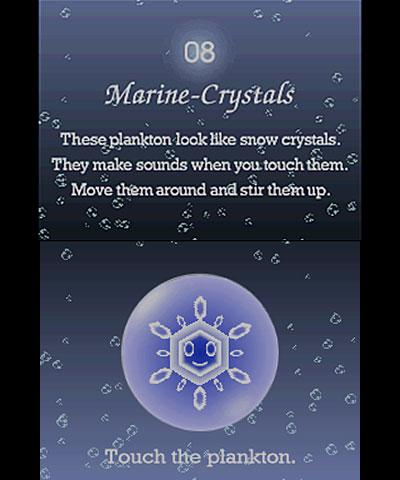 08
Marine-Crystals
These plankton look like snow crystals.
They make sounds when you touch them.
Move them around and stir them up.
Touch the plankton.